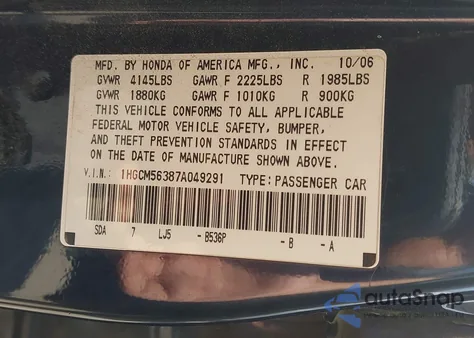 MFD. BY HONDA OF AMERICA MFG., INC. 10/06
GVWR 4145LBS GAWR F 2225LBS R 1985LBS
GVWR 1880KG GAWR F 1010KG R 900KG
THIS VEHICLE CONFORMS TO ALL APPLICABLE
FEDERAL MOTOR VEHICLE SAFETY, BUMPER,
AND THEFT PREVENTION STANDARDS IN EFFECT
ON THE DATE OF MANUFACTURE SHOWN ABOVE.
V.I.N.: 1HGCM56387A049291 TYPE: PASSENGER CAR
SDA 7 LJ5 - B536P - B - A
autoSnap